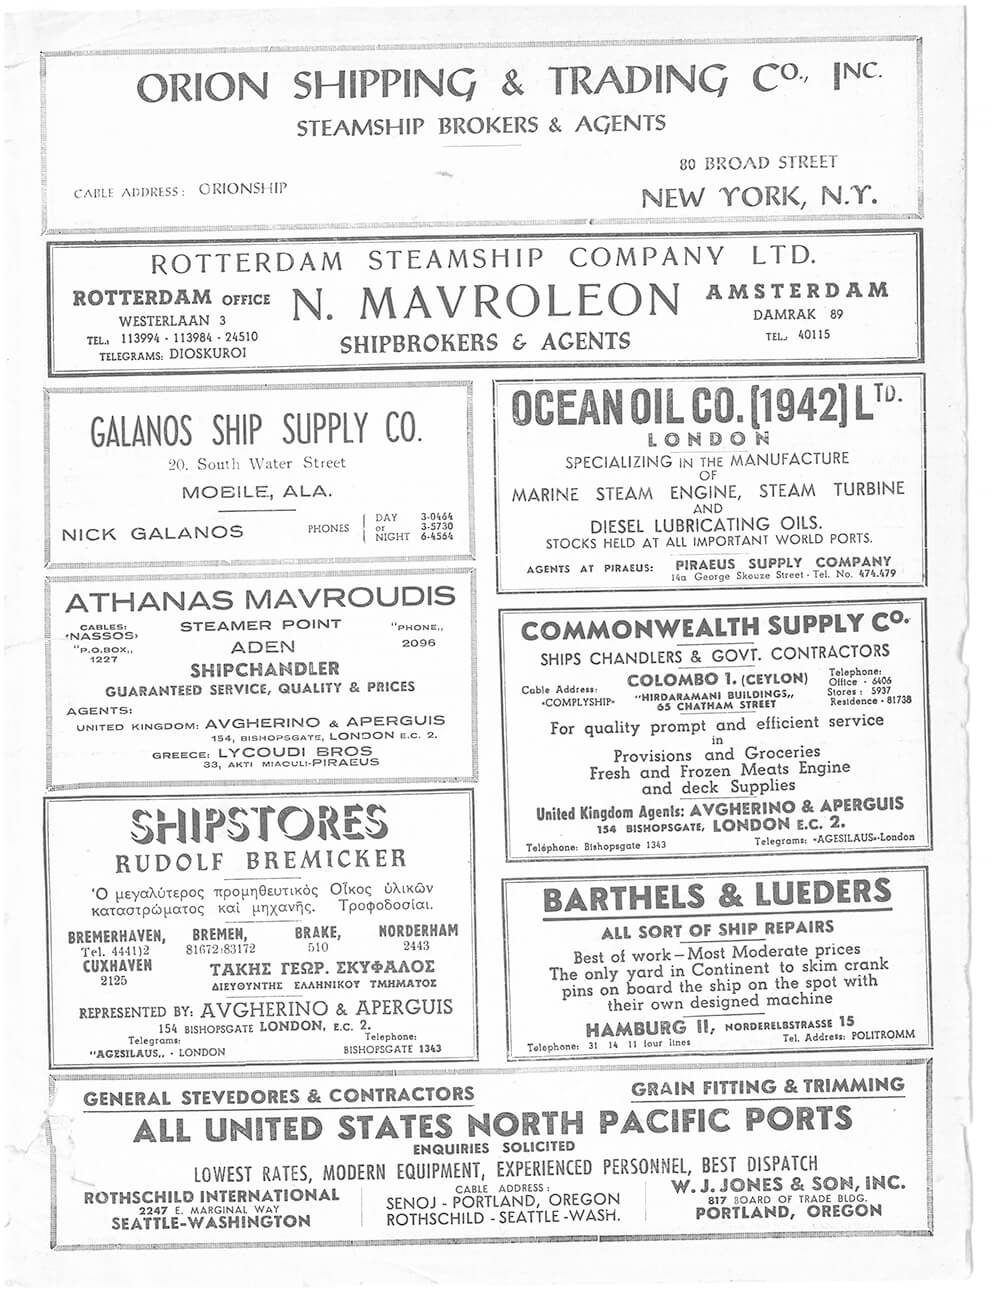 ORION SHIPPING & TRADING CO., INC.
STEAMSHIP BROKERS & AGENTS
80 BROAD STREET
CABLE ADDRESS: ORIONSHIP
NEW YORK, N.Y.
ROTTERDAM STEAMSHIP COMPANY LTD.
ROTTERDAM OFFICE
WESTERLAAN 3
TEL., 113994 - 113984 - 24510
TELEGRAMS: DIOSKUROI
N. MAVROLEON
SHIPBROKERS & AGENTS
AMSTERDAM
DAMRAK 89
TEL., 40115
GALANOS SHIP SUPPLY CO.
20. South Water Street
MOBILE, ALA.
NICK GALANOS
PHONES
DAY 3-0464
or 3-5730
NIGHT 6-4564
OCEAN OIL CO. (1942) LTD.
LONDON
SPECIALIZING IN THE MANUFACTURE
OF
MARINE STEAM ENGINE, STEAM TURBINE
AND
DIESEL LUBRICATING OILS.
STOCKS HELD AT ALL IMPORTANT WORLD PORTS.
AGENTS AT PIRAEUS: PIRAEUS SUPPLY COMPANY
14a George Skouze Street - Tel. No. 474.479
ATHANAS MAVROUDIS
CABLES:
«NASSOS»
"P.O.BOX,,
1227
STEAMER POINT
ADEN
"PHONE,,
2096
SHIPCHANDLER
GUARANTEED SERVICE, QUALITY & PRICES
AGENTS:
UNITED KINGDOM: AVGHERINO & APERGUIS
154, BISHOPSGATE, LONDON E.C. 2.
GREECE: LYCOUDI BROS
33, AKTI MIAOULI-PIRAEUS
COMMONWEALTH SUPPLY CO.
SHIPS CHANDLERS & GOVT. CONTRACTORS
Cable Address:
«COMPLYSHIP»
COLOMBO 1. (CEYLON)
"HIRDARAMANI BUILDINGS,,
65 CHATHAM STREET
Telephone:
Office - 6406
Stores : 5937
Residence - 81738
For quality prompt and efficient service
in
Provisions and Groceries
Fresh and Frozen Meats Engine
and deck Supplies
United Kingdom Agents: AVGHERINO & APERGUIS
154 BISHOPSGATE, LONDON E.C. 2.
Telephone: Bishopsgate 1343 Telegrams: «AGESILAUS»-London
SHIPSTORES
RUDOLF BREMICKER
Ὁ μεγαλύτερος προμηθευτικὸς Οἶκος ὑλικῶν
καταστρώματος καὶ μηχανῆς. Τροφοδοσίαι.
BREMERHAVEN, BREMEN, BRAKE, NORDERHAM
Tel. 4441)2 81672:83172 510 2443
CUXHAVEN
2125
ΤΑΚΗΣ ΓΕΩΡ. ΣΚΥΦΑΛΟΣ
ΔΙΕΥΘΥΝΤΗΣ ΕΛΛΗΝΙΚΟΥ ΤΜΗΜΑΤΟΣ
REPRESENTED BY: AVGHERINO & APERGUIS
154 BISHOPSGATE LONDON, E.C. 2.
Telegrams: Telephone:
"AGESILAUS,, - LONDON BISHOPSGATE 1343
BARTHELS & LUEDERS
ALL SORT OF SHIP REPAIRS
Best of work – Most Moderate prices
The only yard in Continent to skim crank
pins on board the ship on the spot with
their own designed machine
HAMBURG II, NORDERELBSTRASSE 15
Telephone: 31 14 11 four lines Tel. Address: POLITROMM
GENERAL STEVEDORES & CONTRACTORS GRAIN FITTING & TRIMMING
ALL UNITED STATES NORTH PACIFIC PORTS
ENQUIRIES SOLICITED
LOWEST RATES, MODERN EQUIPMENT, EXPERIENCED PERSONNEL, BEST DISPATCH
ROTHSCHILD INTERNATIONAL
2247 E. MARGINAL WAY
SEATTLE-WASHINGTON
CABLE ADDRESS:
SENOJ - PORTLAND, OREGON
ROTHSCHILD - SEATTLE-WASH.
W. J. JONES & SON, INC.
817 BOARD OF TRADE BLDG.
PORTLAND, OREGON